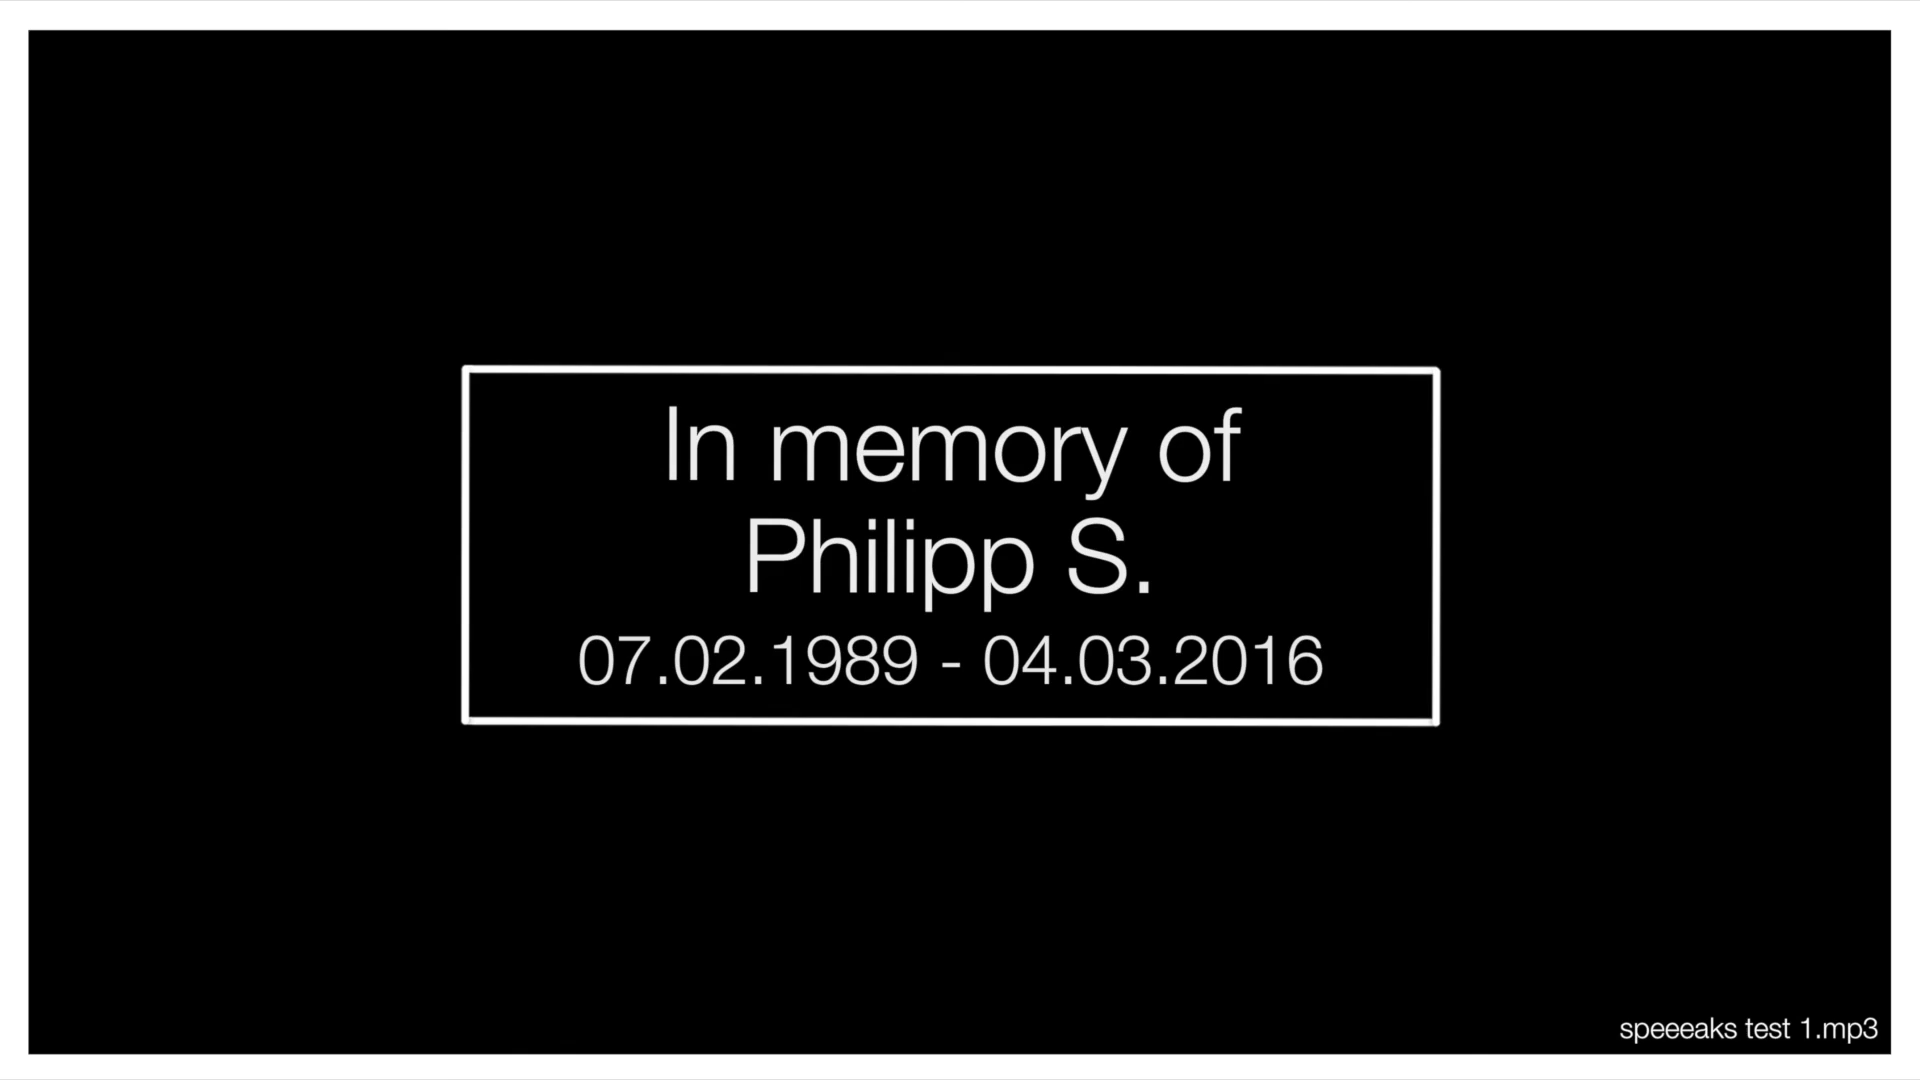 In memory of
Philipp S.
07.02.1989 - 04.03.2016
speeeaks test 1.mp3